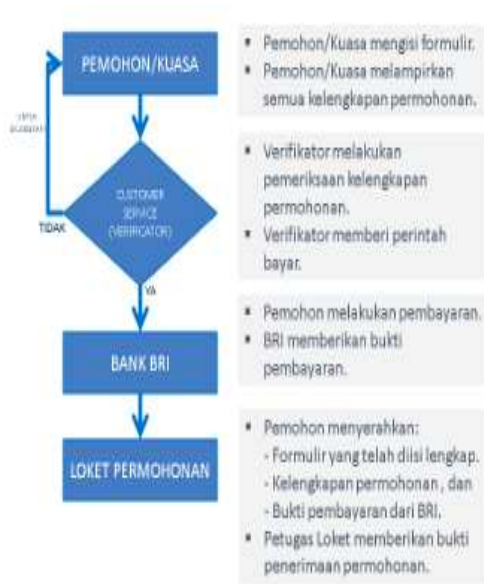 PEMOHON/KUASA
▪ Pemohon/Kuasa mengisi formulir.
▪ Pemohon/Kuasa melampirkan
semua kelengkapan permohonan.
CUSTOMER
SERVICE
(VERIFICATOR)
TIDAK
YA
▪ Verifikator melakukan
pemeriksaan kelengkapan
permohonan.
▪ Verifikator memberi perintah
bayar.
BANK BRI
▪ Pemohon melakukan pembayaran.
▪ BRI memberikan bukti
pembayaran.
LOKET PERMOHONAN
▪ Pemohon menyerahkan:
- Formulir yang telah diisi lengkap.
- Kelengkapan permohonan , dan
- Bukti pembayaran dari BRI.
▪ Petugas Loket memberikan bukti
penerimaan permohonan.